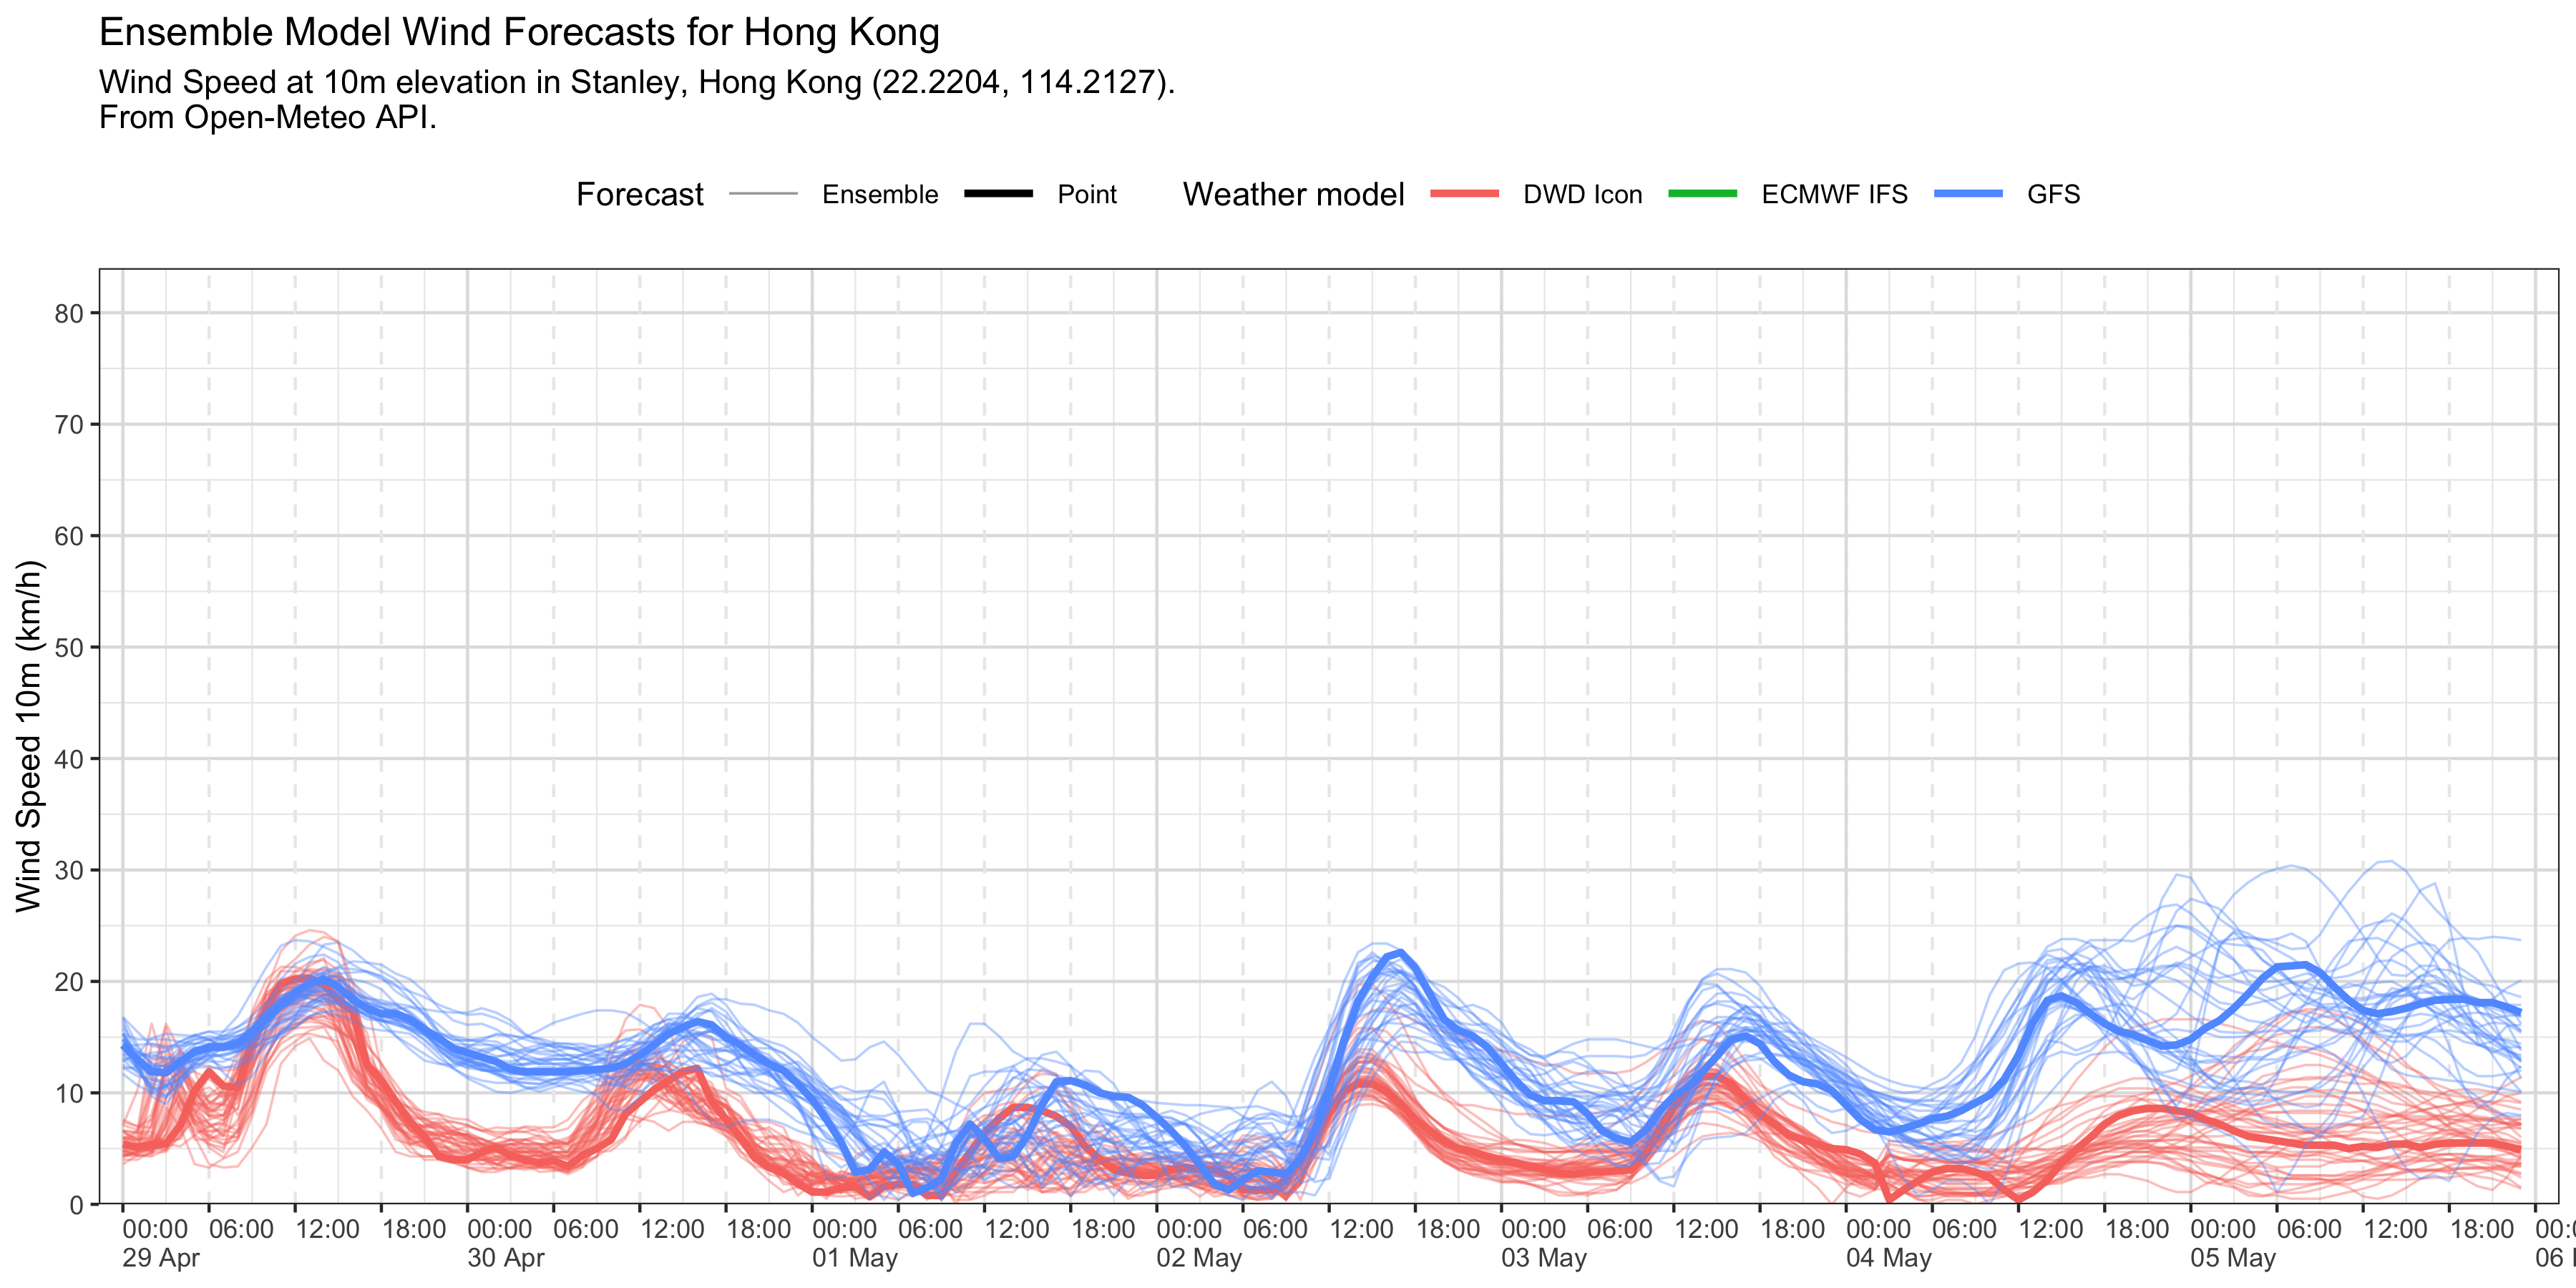 Ensemble Model Wind Forecasts for Hong Kong
Wind Speed at 10m elevation in Stanley, Hong Kong (22.2204, 114.2127).
From Open-Meteo API.
Forecast Ensemble Point Weather model DWD Icon ECMWF IFS GFS
Wind Speed 10m (km/h)
80
70
60
50
40
30
20
10
0
00:00 06:00 12:00 18:00 00:00 06:00 12:00 18:00 00:00 06:00 12:00 18:00 00:00 06:00 12:00 18:00 00:00 06:00 12:00 18:00 00:00 06:00 12:00 18:00 00:00 06:00 12:00 18:00 00:0
29 Apr 30 Apr 01 May 02 May 03 May 04 May 05 May 06